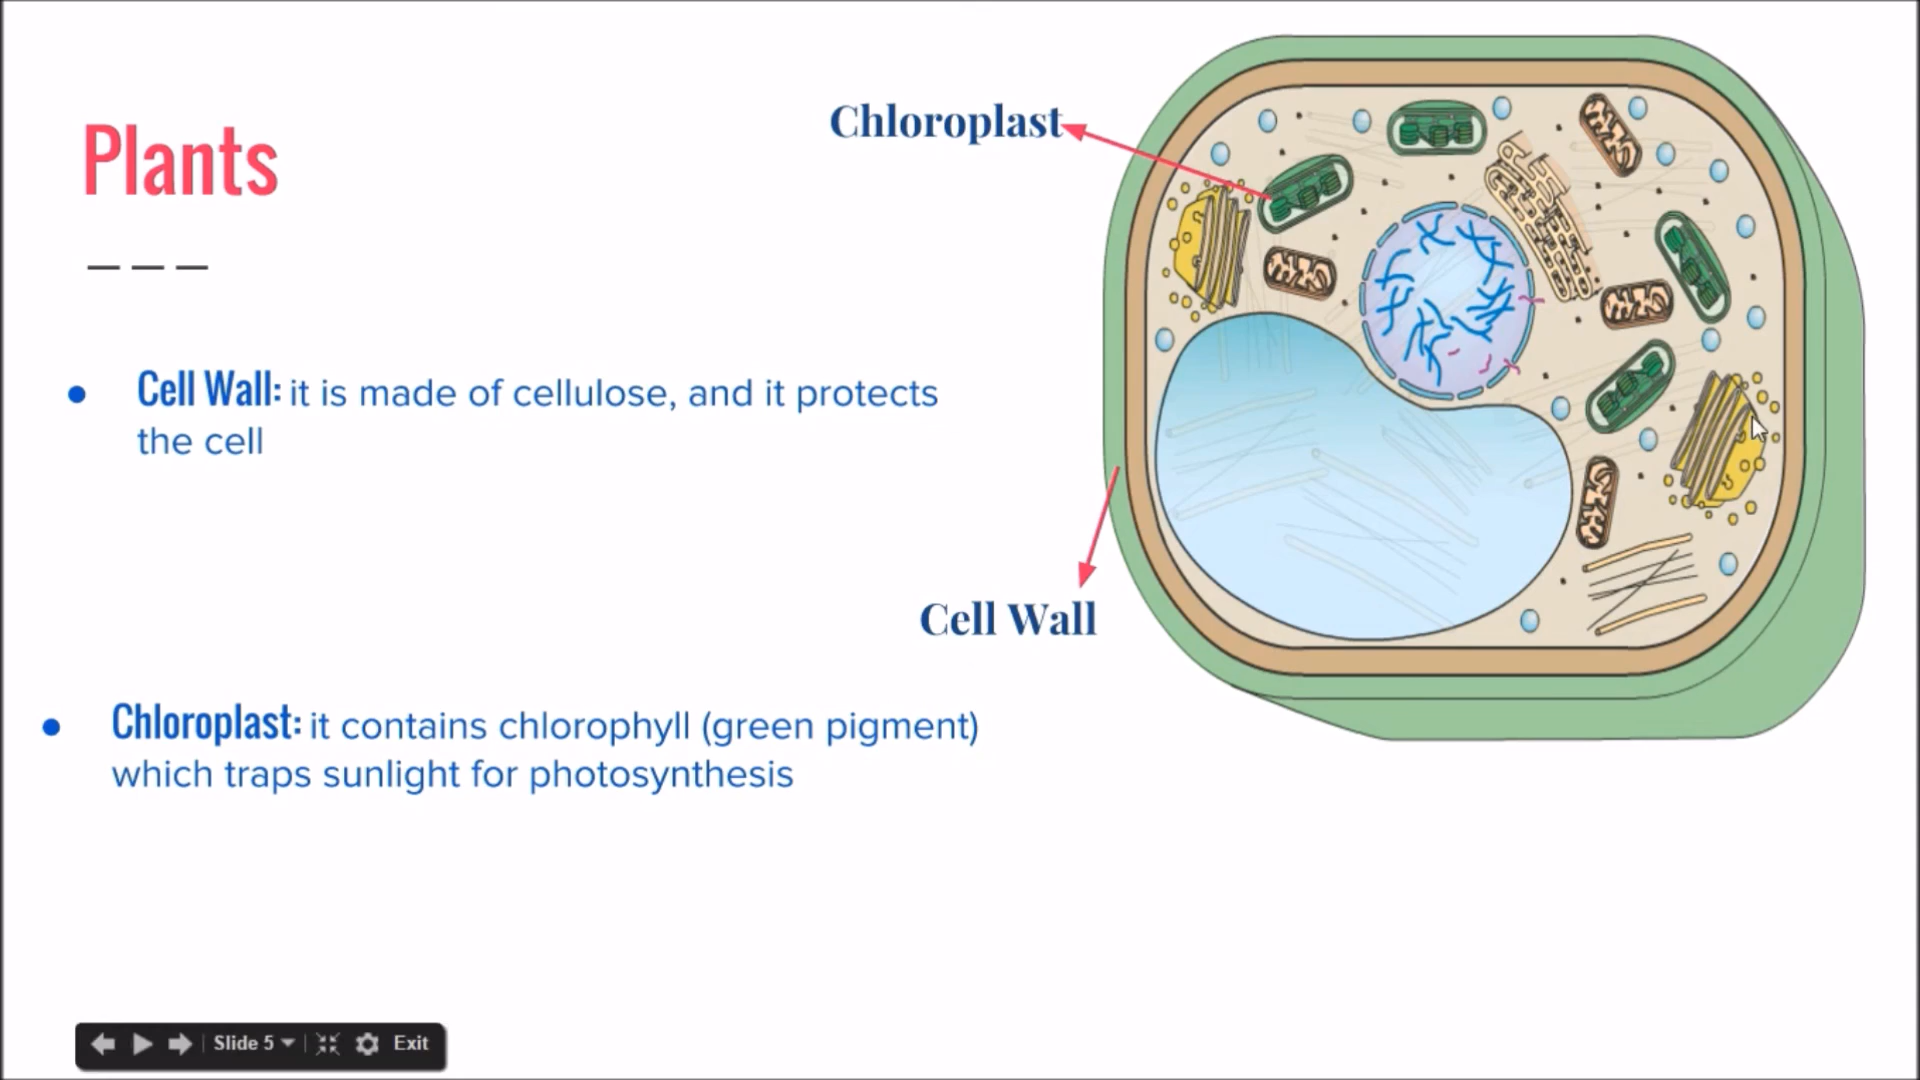 Plants
Chloroplast
Cell Wall: it is made of cellulose, and it protects
the cell
Cell Wall
Chloroplast: it contains chlorophyll (green pigment)
which traps sunlight for photosynthesis
Slide 5
Exit